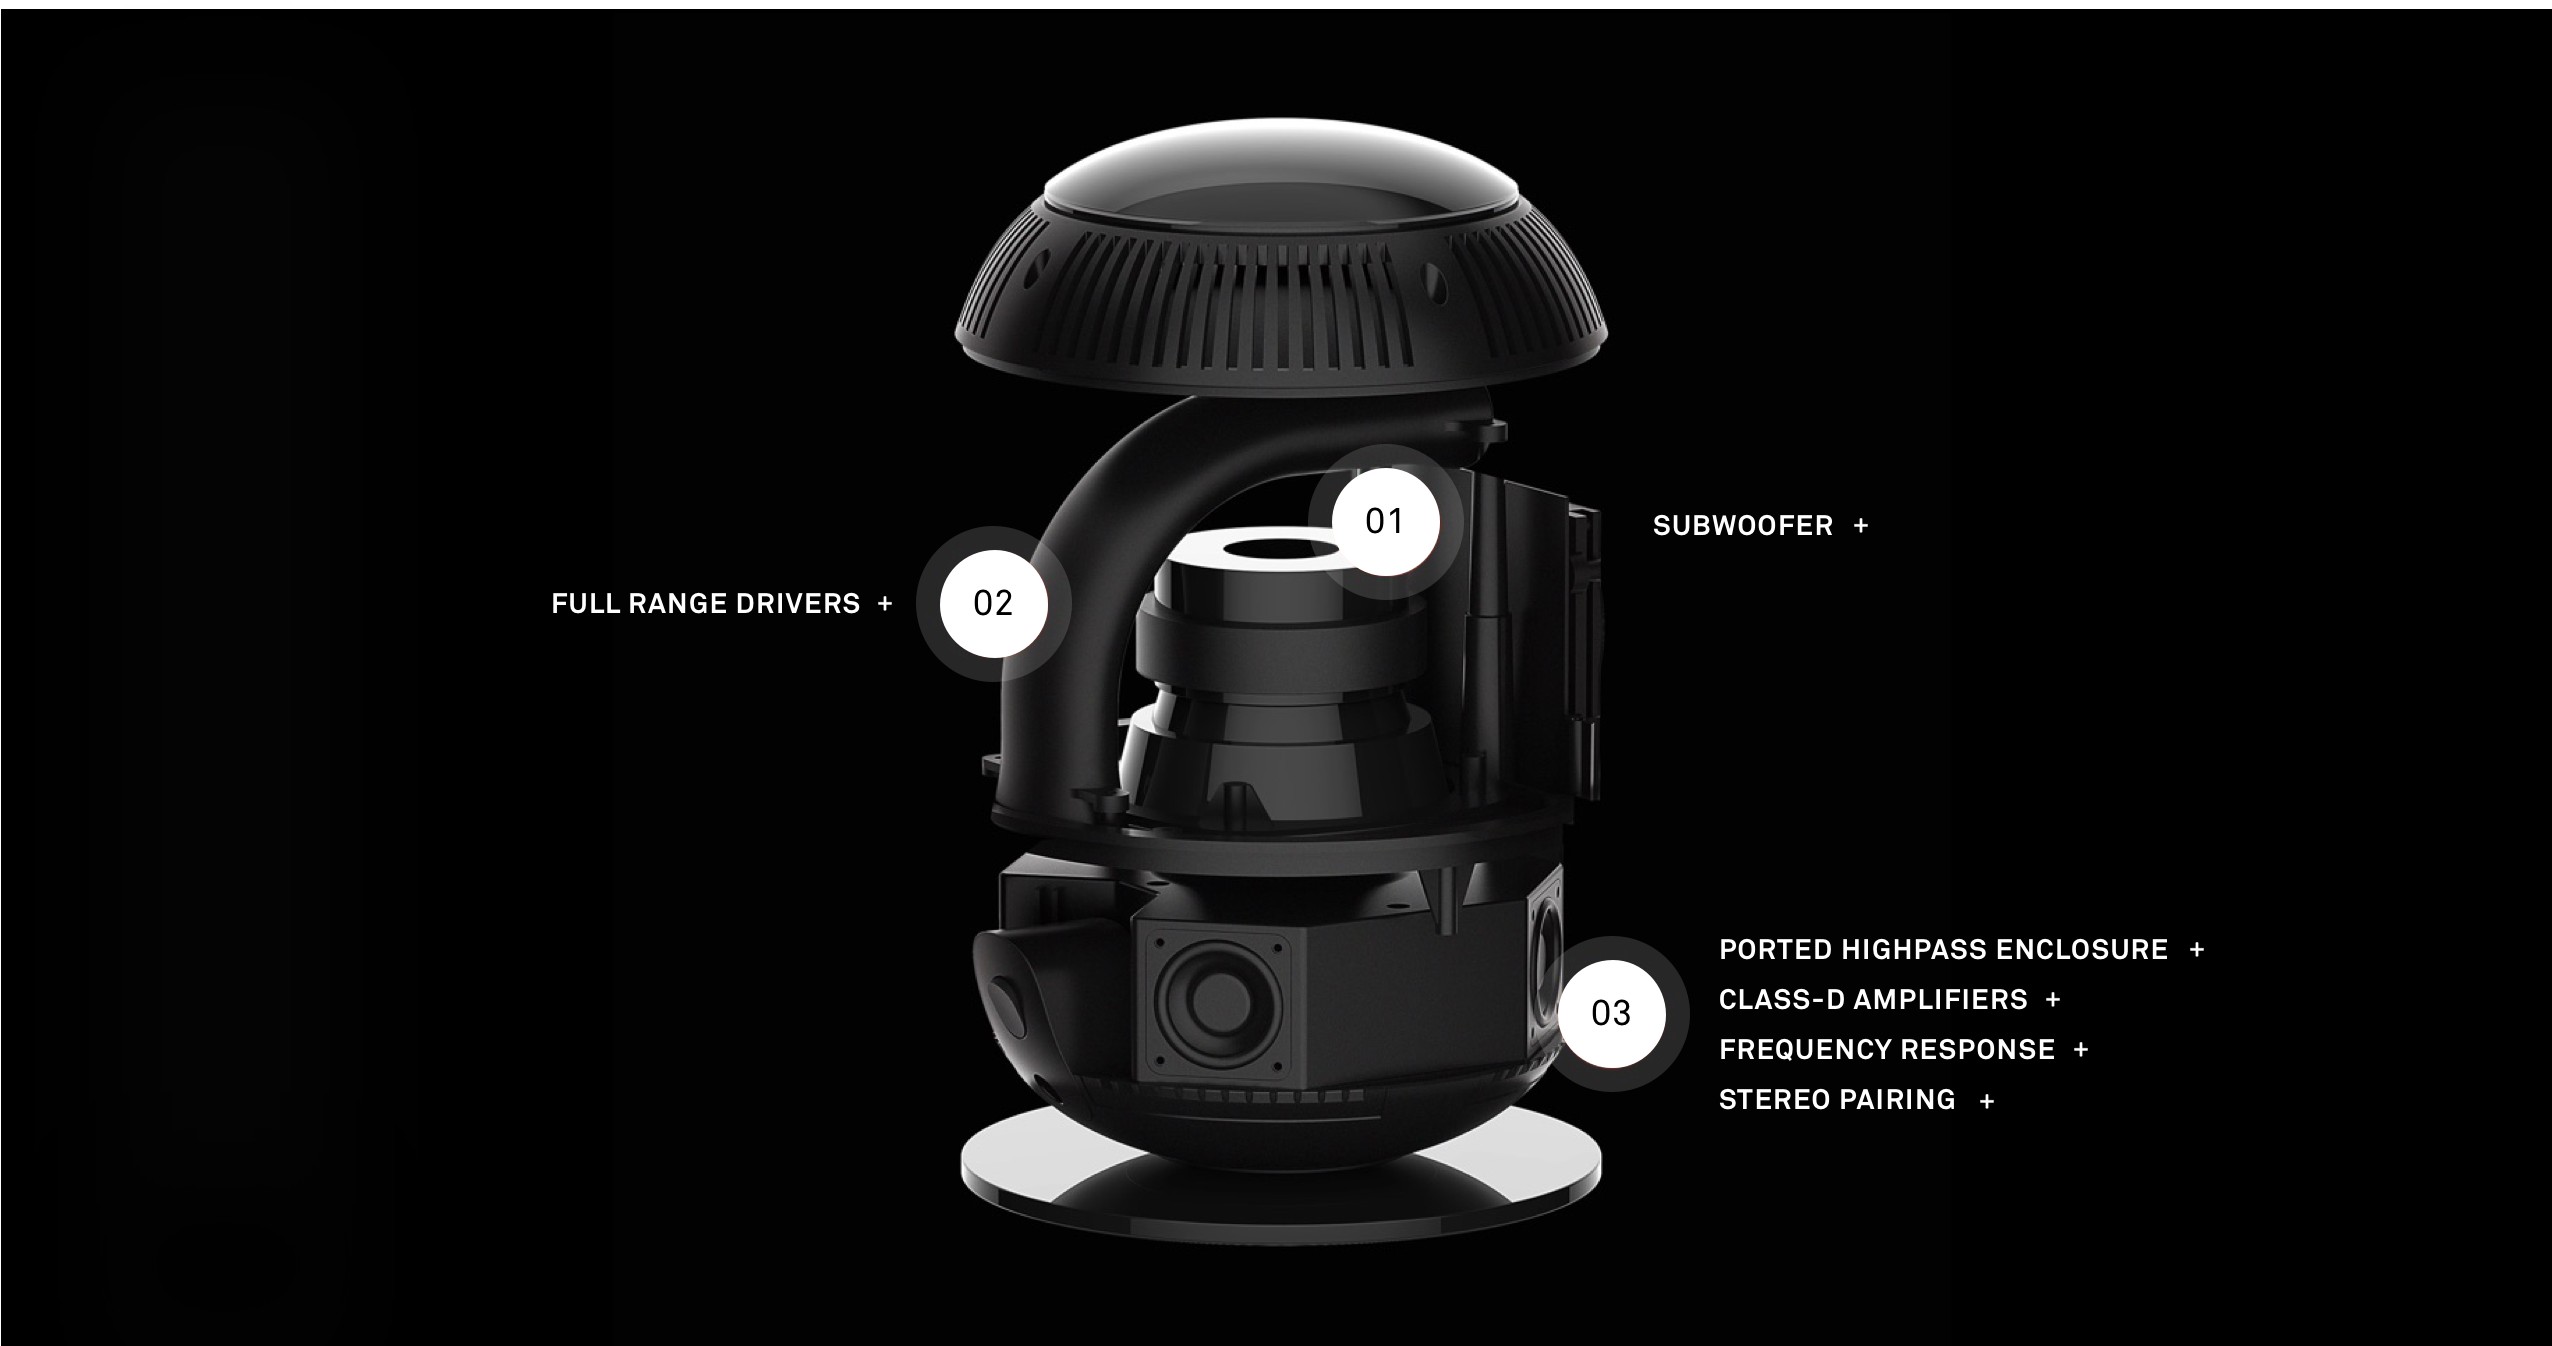 01
SUBWOOFER +
FULL RANGE DRIVERS +
02
03
PORTED HIGHPASS ENCLOSURE +
CLASS-D AMPLIFIERS +
FREQUENCY RESPONSE +
STEREO PAIRING +